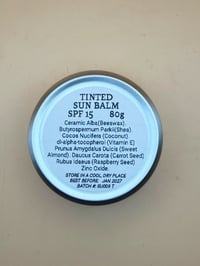 TINTED
SUN BALM
SPF 15 80g
Ceramic Alba(Beeswax).
Butyrospermum Parkii(Shea).
Cocos Nucifera (Coconut)
dl-alpha-tocopherol (Vitamin E)
Prunus Amygdalus Dulcis (Sweet
Almond). Daucus Carota (Carrot Seed)
Rubus Ideaus (Raspberry Seed)
Zinc Oxide.
STORE IN A COOL, DRY PLACE
BEST BEFORE: JAN 2027
BATCH #: SU003 T